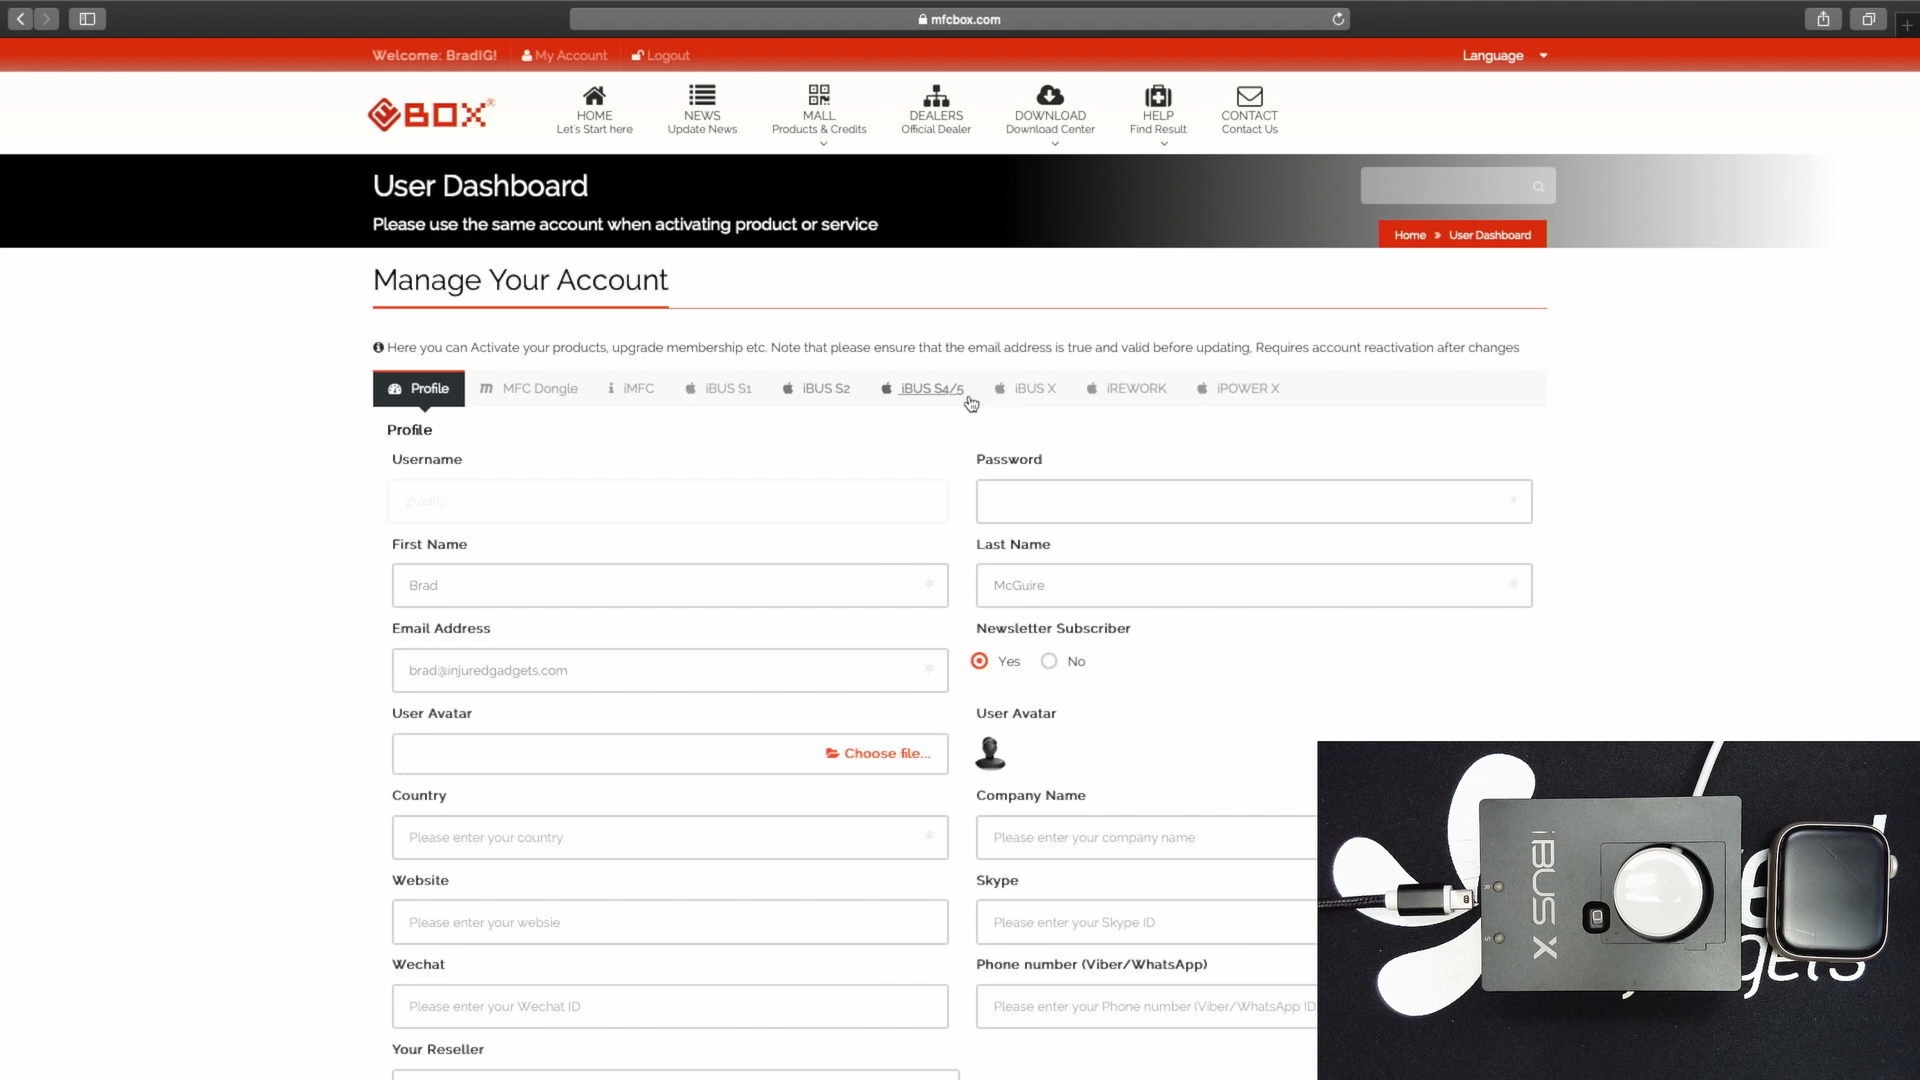 mfcbox.com
Welcome: BradIG! My Account Logout
Language
BOX®
HOME
Let's Start here
NEWS
Update News
MALL
Products & Credits
DEALERS
Official Dealer
DOWNLOAD
Download Center
HELP
Find Result
CONTACT
Contact Us
User Dashboard
Please use the same account when activating product or service
Home » User Dashboard
Manage Your Account
Here you can Activate your products, upgrade membership etc. Note that please ensure that the email address is true and valid before updating, Requires account reactivation after changes
Profile MFC Dongle iMFC iBUS S1 iBUS S2 iBUS S4/5 iBUS X iREWORK iPOWER X
Profile
Username
BradIG
Password
First Name
Brad
Last Name
McGuire
Email Address
brad@injuredgadgets.com
Newsletter Subscriber
Yes No
User Avatar
Choose file...
User Avatar
Country
Please enter your country
Company Name
Please enter your company name
Website
Please enter your websie
Skype
Please enter your Skype ID
Wechat
Please enter your Wechat ID
Phone number (Viber/WhatsApp)
Please enter your Phone number (Viber/WhatsApp ID
Your Reseller
iBUS X
R
S